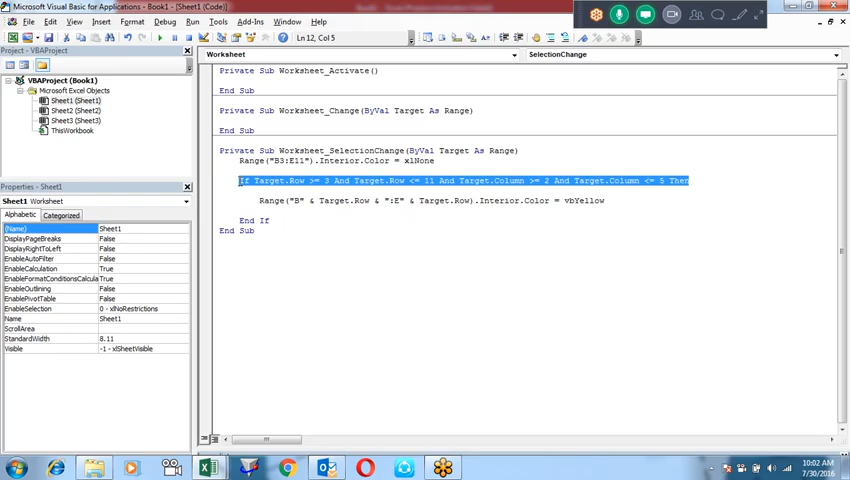 Microsoft Visual Basic for Applications - Book1 - [Sheet1 (Code)]
File Edit View Insert Format Debug Run Tools Add-Ins Window Help
Ln 12, Col 5
Project - VBAProject
VBAProject (Book1)
Microsoft Excel Objects
Sheet1 (Sheet1)
Sheet2 (Sheet2)
Sheet3 (Sheet3)
ThisWorkbook
Properties - Sheet1
Sheet1 Worksheet
Alphabetic Categorized
(Name) Sheet1
DisplayPageBreaks False
DisplayRightToLeft False
EnableAutoFilter False
EnableCalculation True
EnableFormatConditionsCalcula True
EnableOutlining False
EnablePivotTable False
EnableSelection 0 - xlNoRestrictions
Name Sheet1
ScrollArea
StandardWidth 8.11
Visible -1 - xlSheetVisible
Worksheet SelectionChange
Private Sub Worksheet_Activate()
End Sub
Private Sub Worksheet_Change(ByVal Target As Range)
End Sub
Private Sub Worksheet_SelectionChange(ByVal Target As Range)
Range("B3:E11").Interior.Color = xlNone
If Target.Row >= 3 And Target.Row <= 11 And Target.Column >= 2 And Target.Column <= 5 Then
Range("B" & Target.Row & ":E" & Target.Row).Interior.Color = vbYellow
End If
End Sub
10:02 AM
7/30/2016